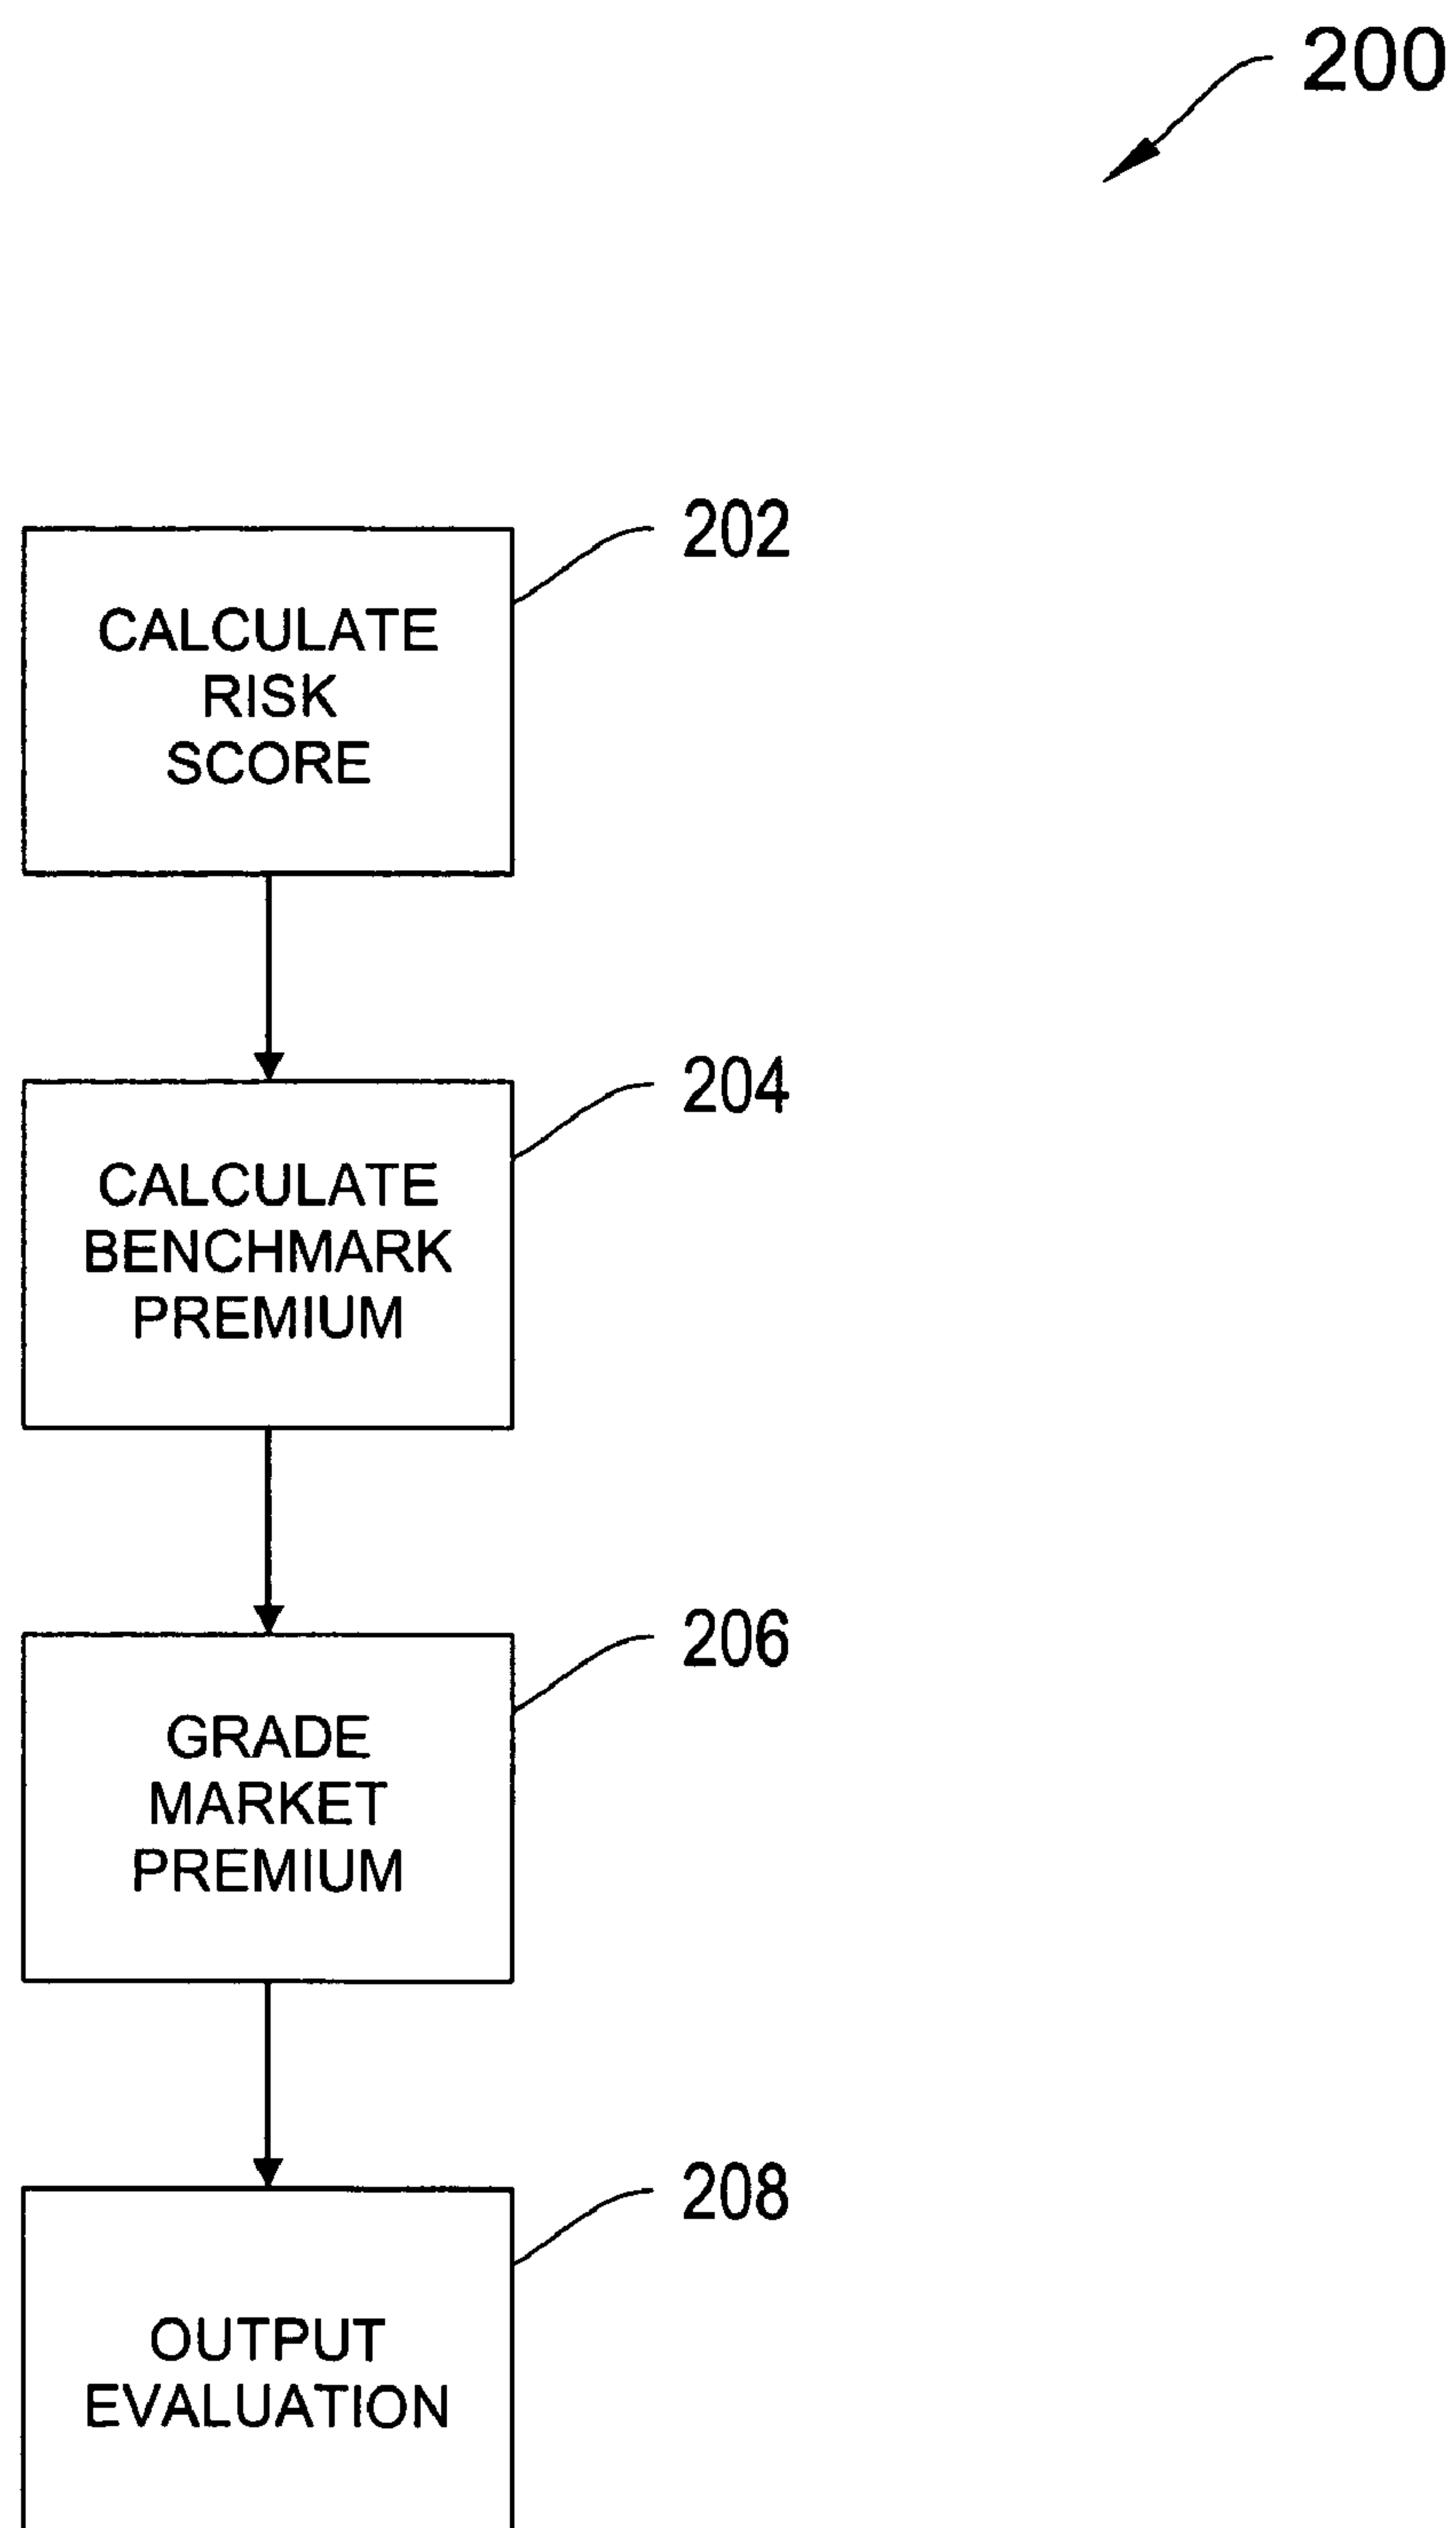 200
202
CALCULATE
RISK
SCORE
204
CALCULATE
BENCHMARK
PREMIUM
206
GRADE
MARKET
PREMIUM
208
OUTPUT
EVALUATION